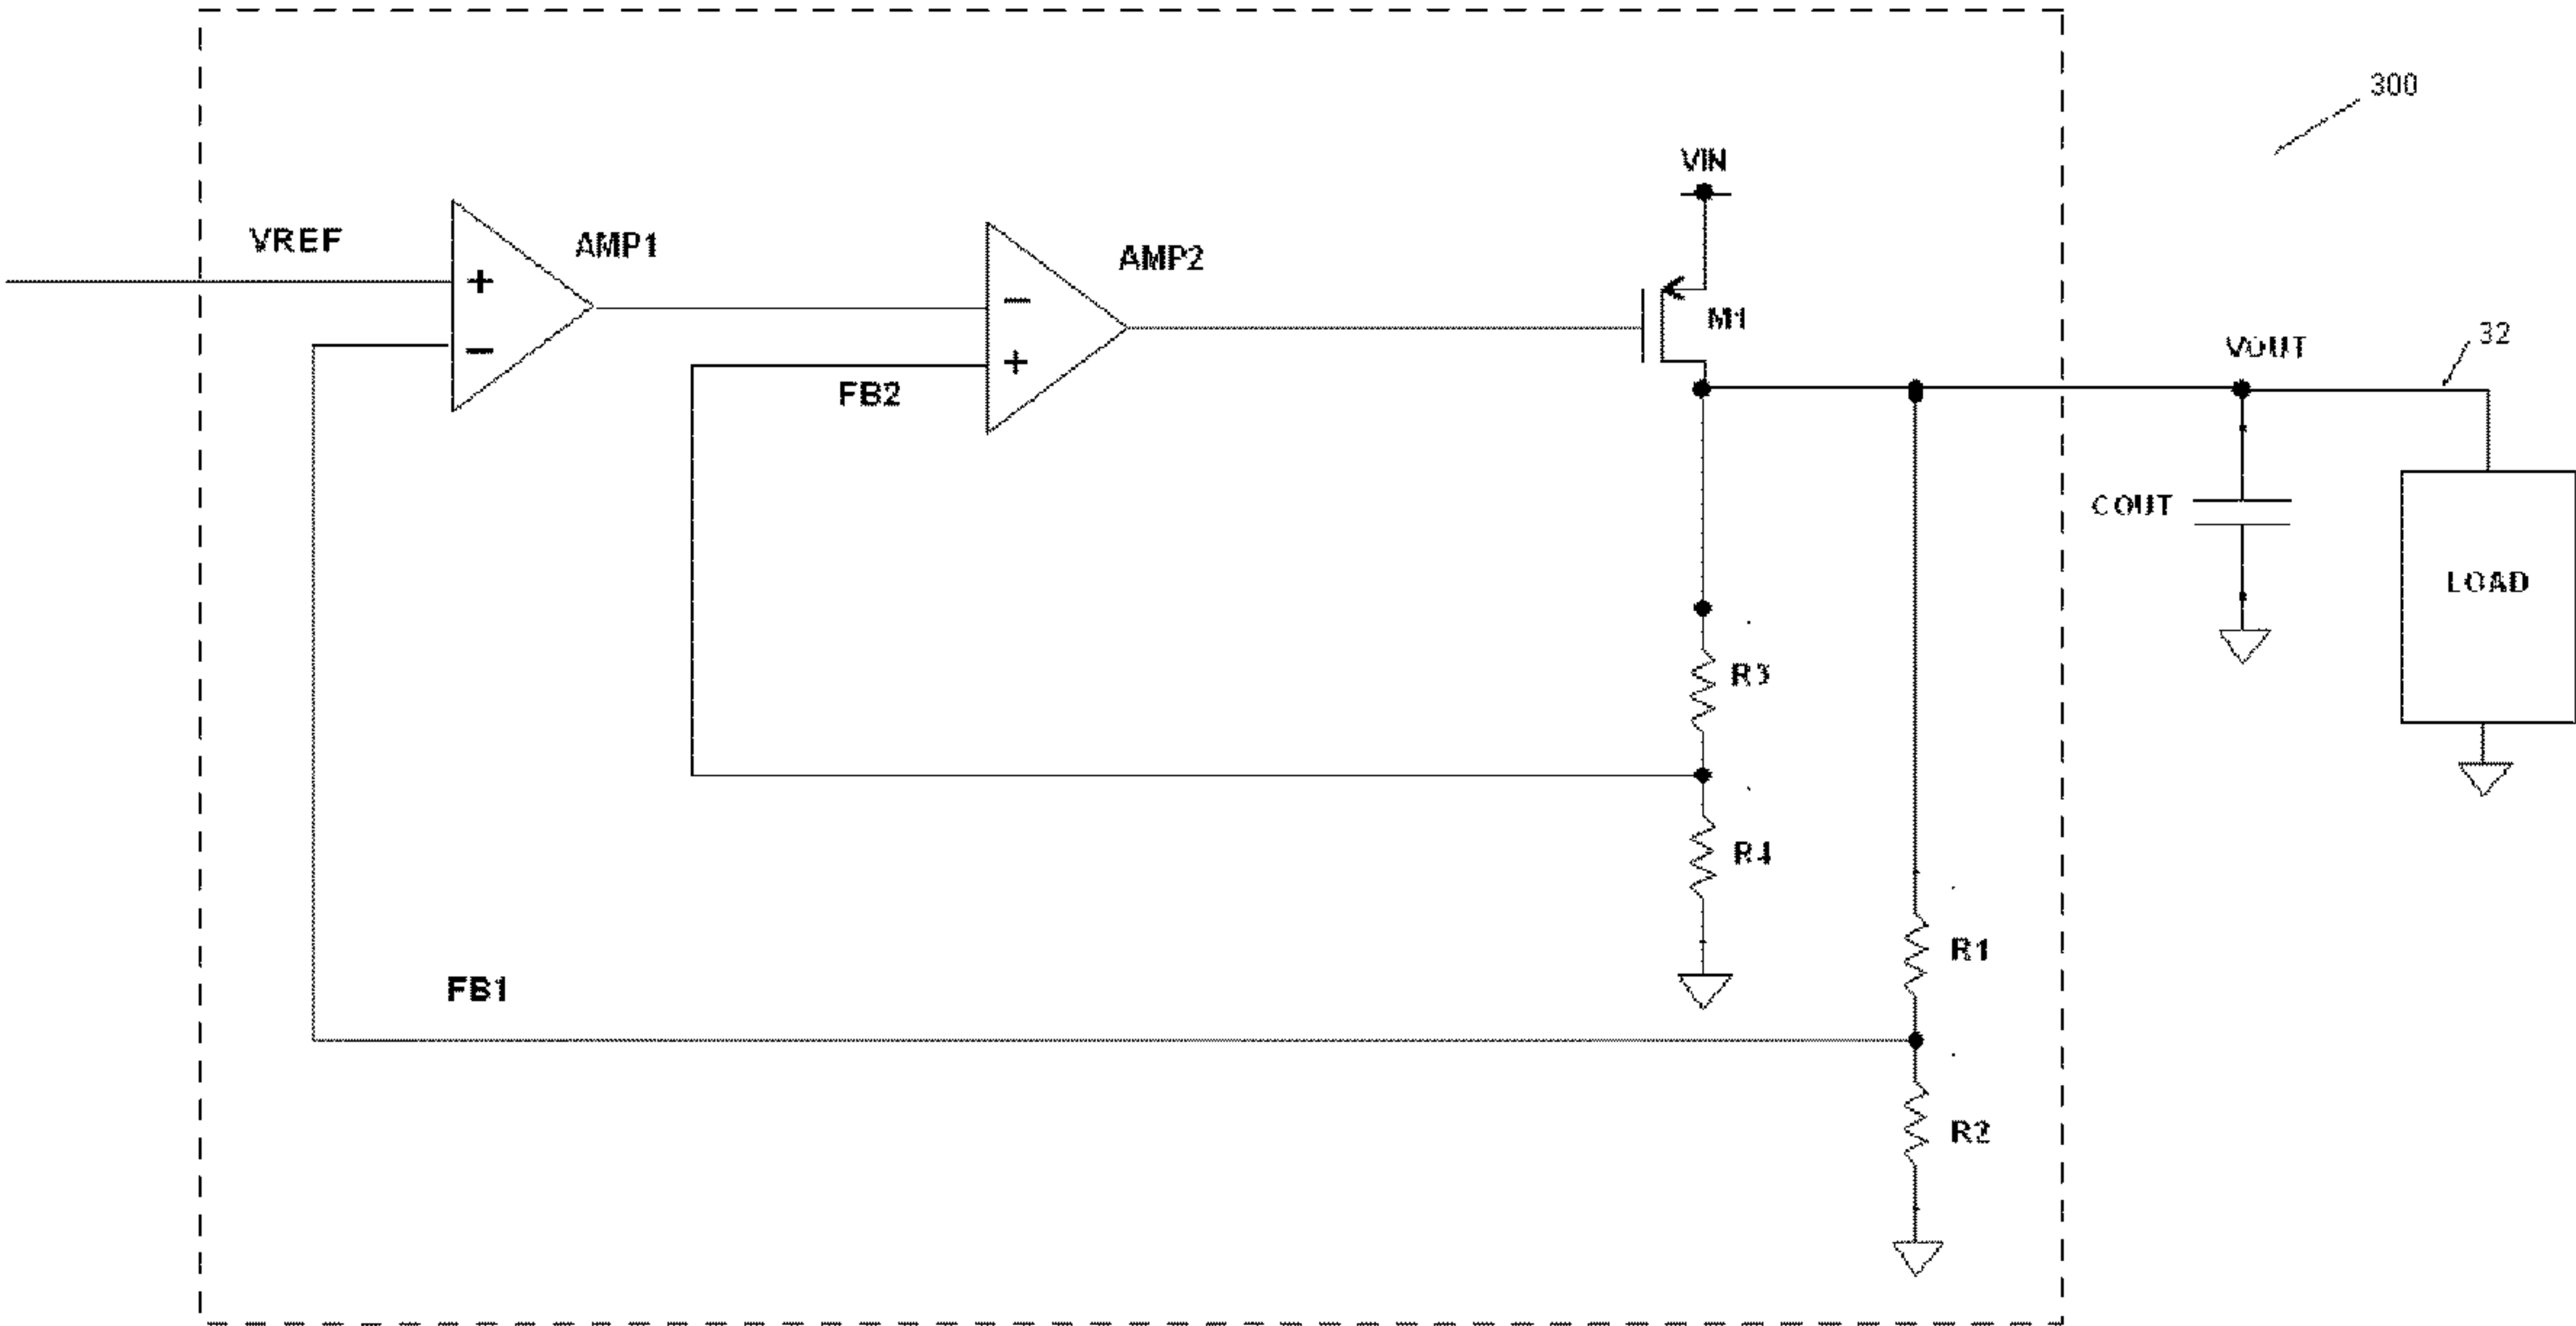 300
VIN
VREF
AMP1
AMP2
+
−
M1
−
+
FB2
VOUT
32
COUT
LOAD
R3
R4
R1
FB1
R2